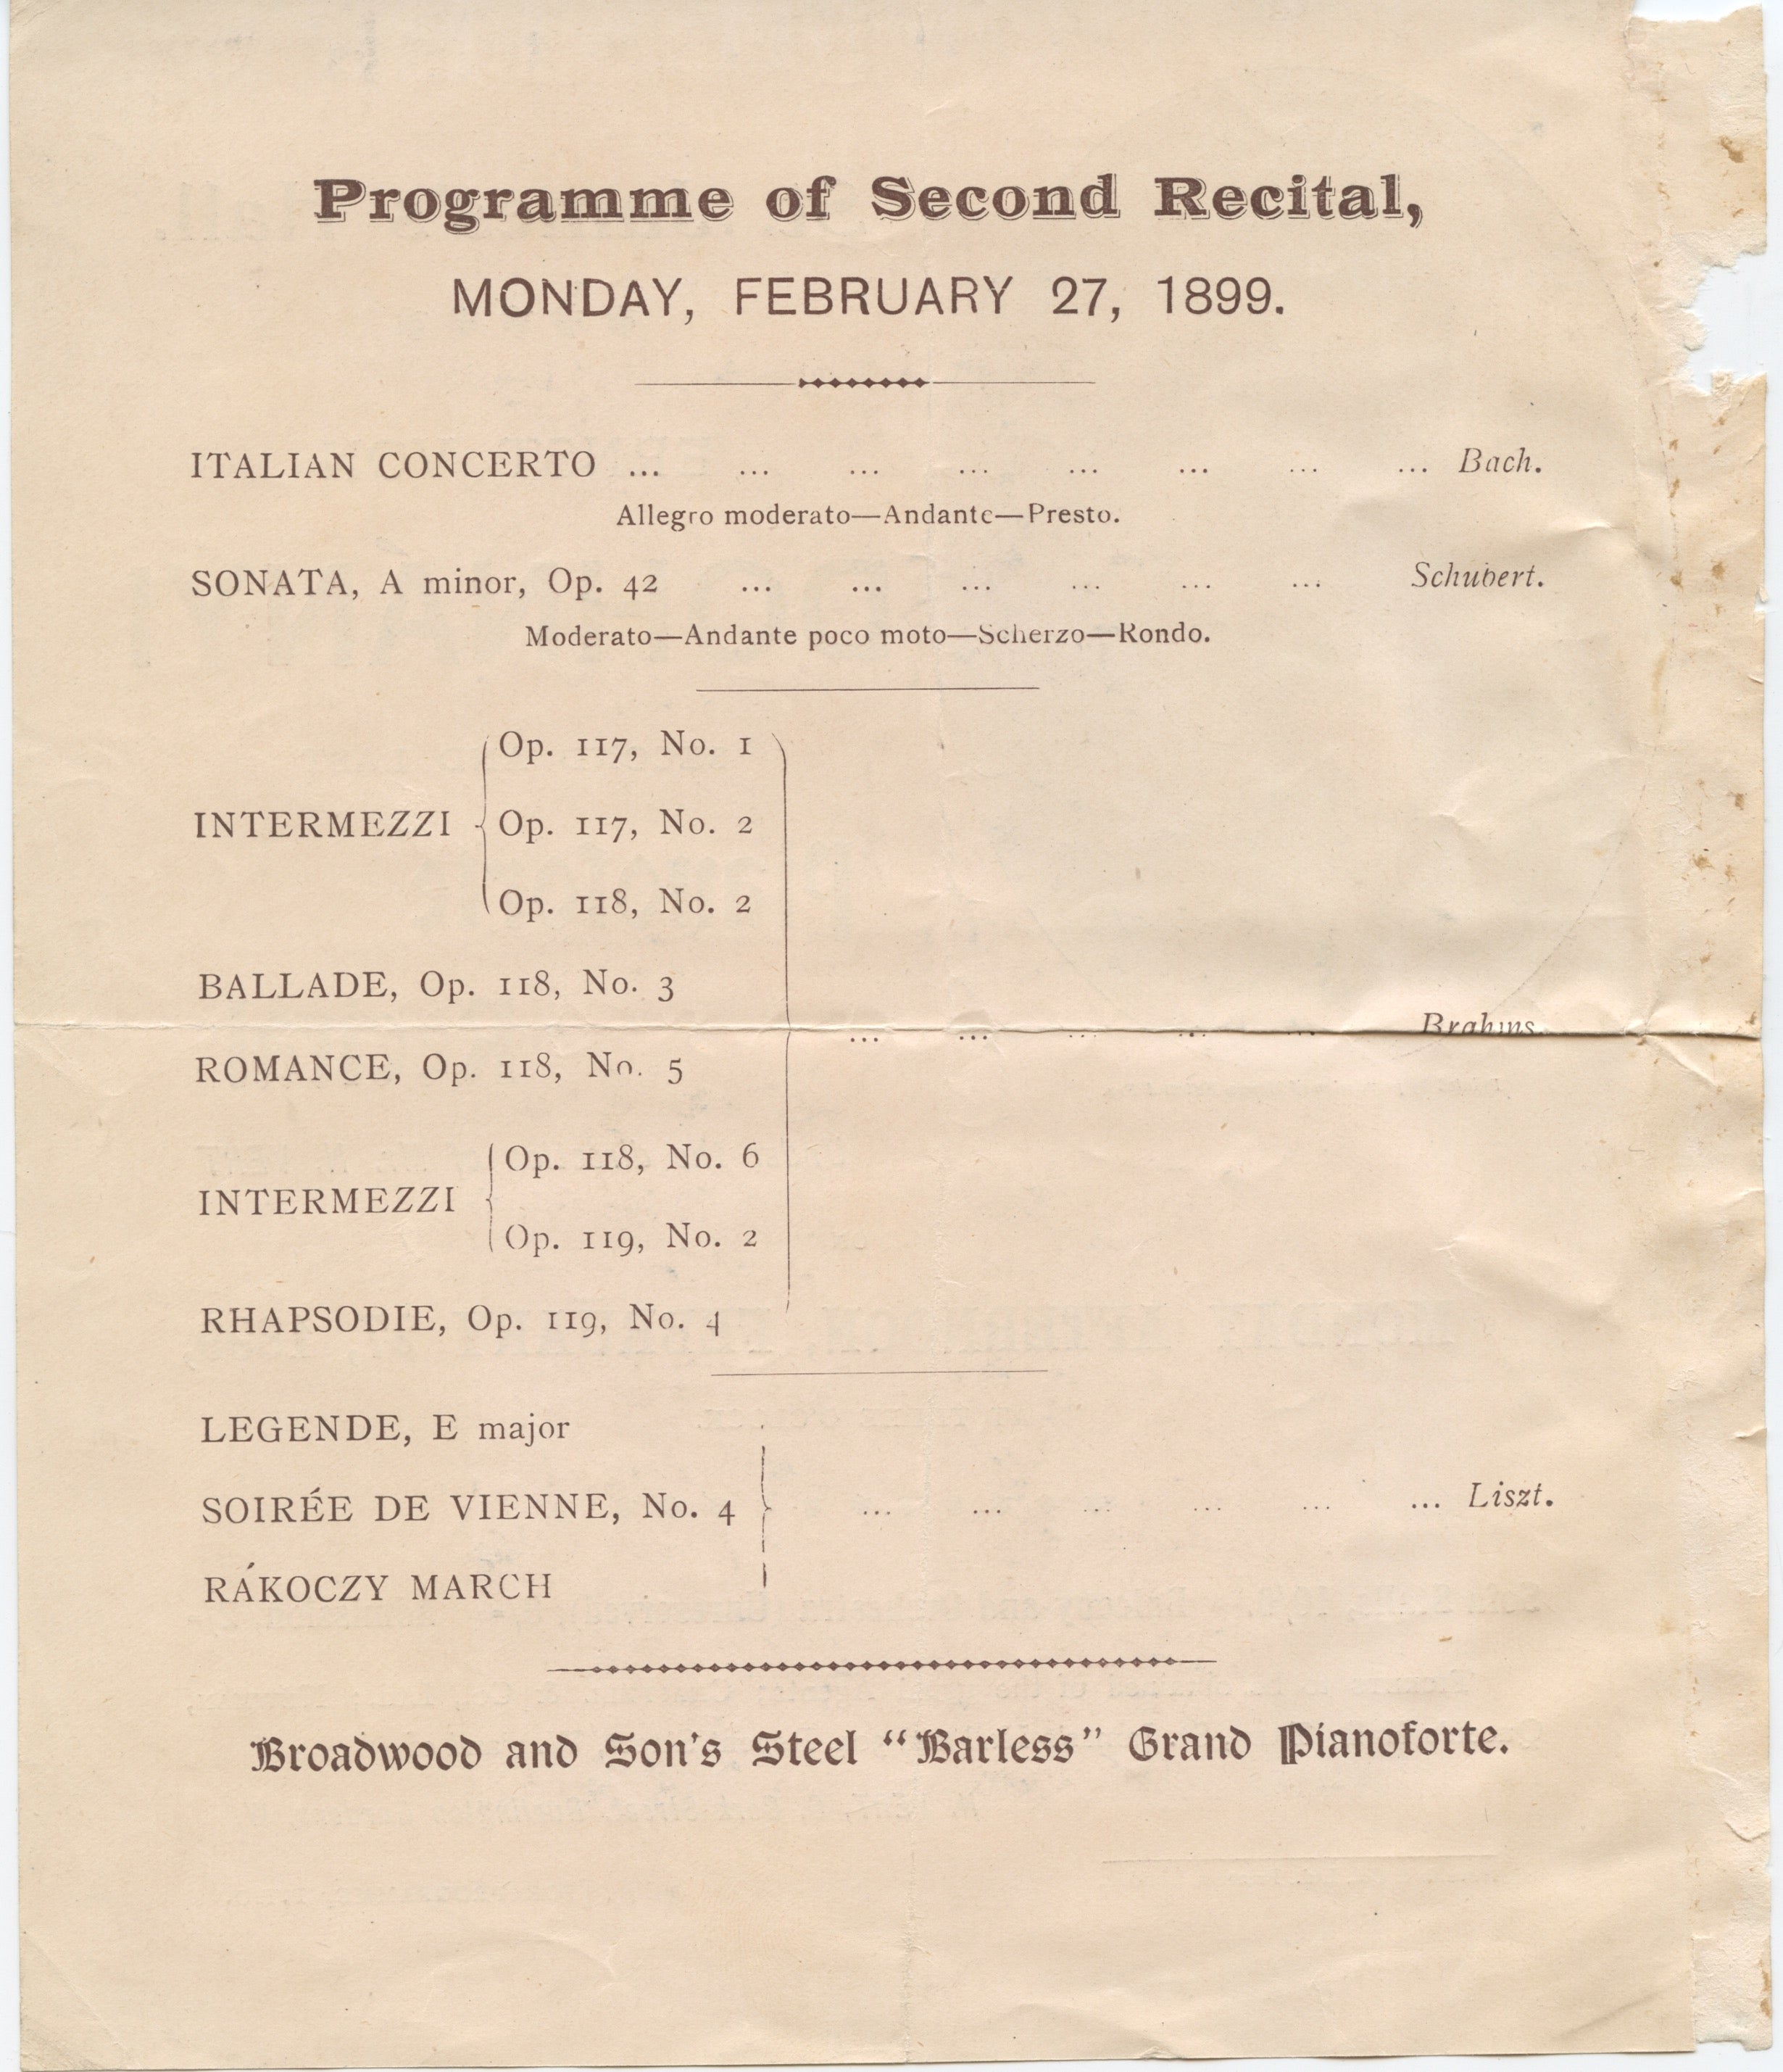 Programme of Second Recital,
MONDAY, FEBRUARY 27, 1899.
ITALIAN CONCERTO ... ... ... ... ... ... ... ... Bach.
Allegro moderato—Andante—Presto.
SONATA, A minor, Op. 42 ... ... ... ... ... ... Schubert.
Moderato—Andante poco moto—Scherzo—Rondo.
Op. 117, No. 1
INTERMEZZI Op. 117, No. 2
Op. 118, No. 2
BALLADE, Op. 118, No. 3
... ... ... ... ... Brahms.
ROMANCE, Op. 118, No. 5
Op. 118, No. 6
INTERMEZZI
Op. 119, No. 2
RHAPSODIE, Op. 119, No. 4
LEGENDE, E major
SOIRÉE DE VIENNE, No. 4 ... ... ... ... ... ... Liszt.
RÁKOCZY MARCH
Broadwood and Son's Steel "Barless" Grand Pianoforte.